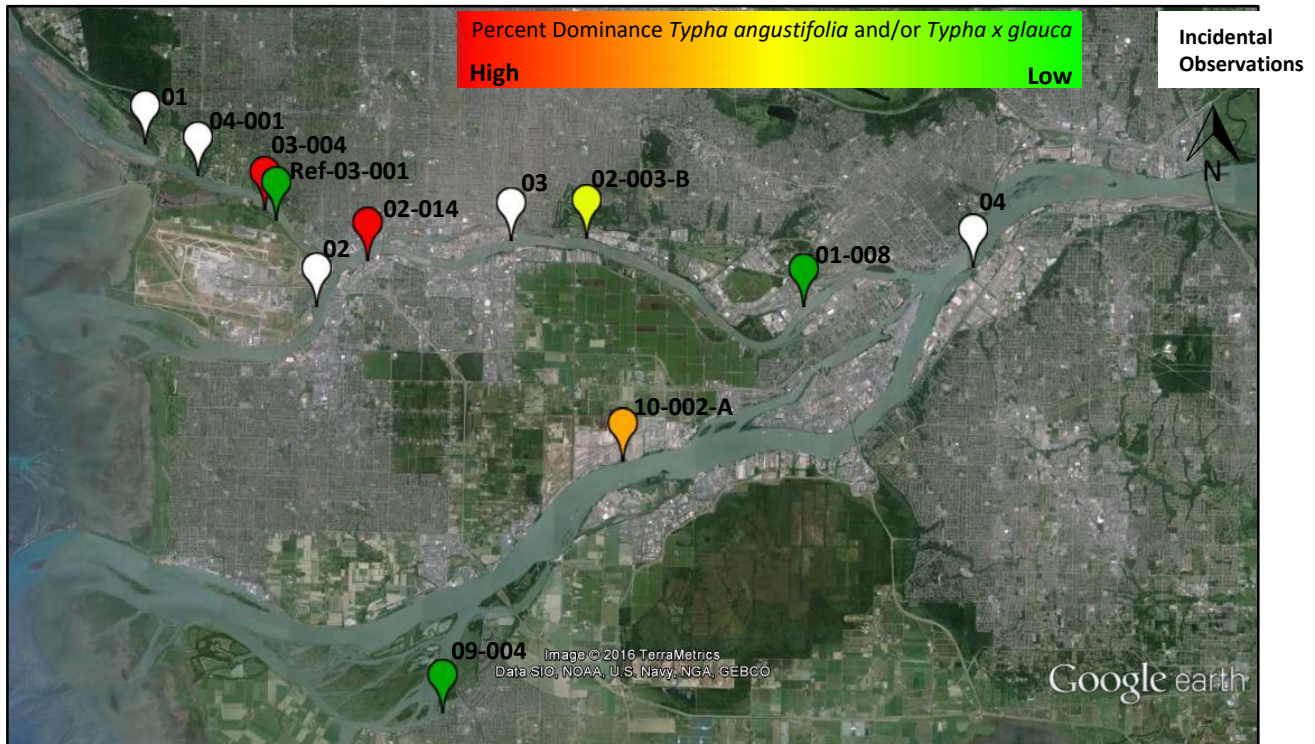 Percent Dominance Typha angustifolia and/or Typha x glauca
High
Low
Incidental
Observations
01
04-001
03-004
Ref-03-001
02-014
02
03
02-003-B
04
01-008
N
10-002-A
09-004
Image © 2016 TerraMetrics
Data SIO, NOAA, U.S. Navy, NGA, GEBCO
Google earth